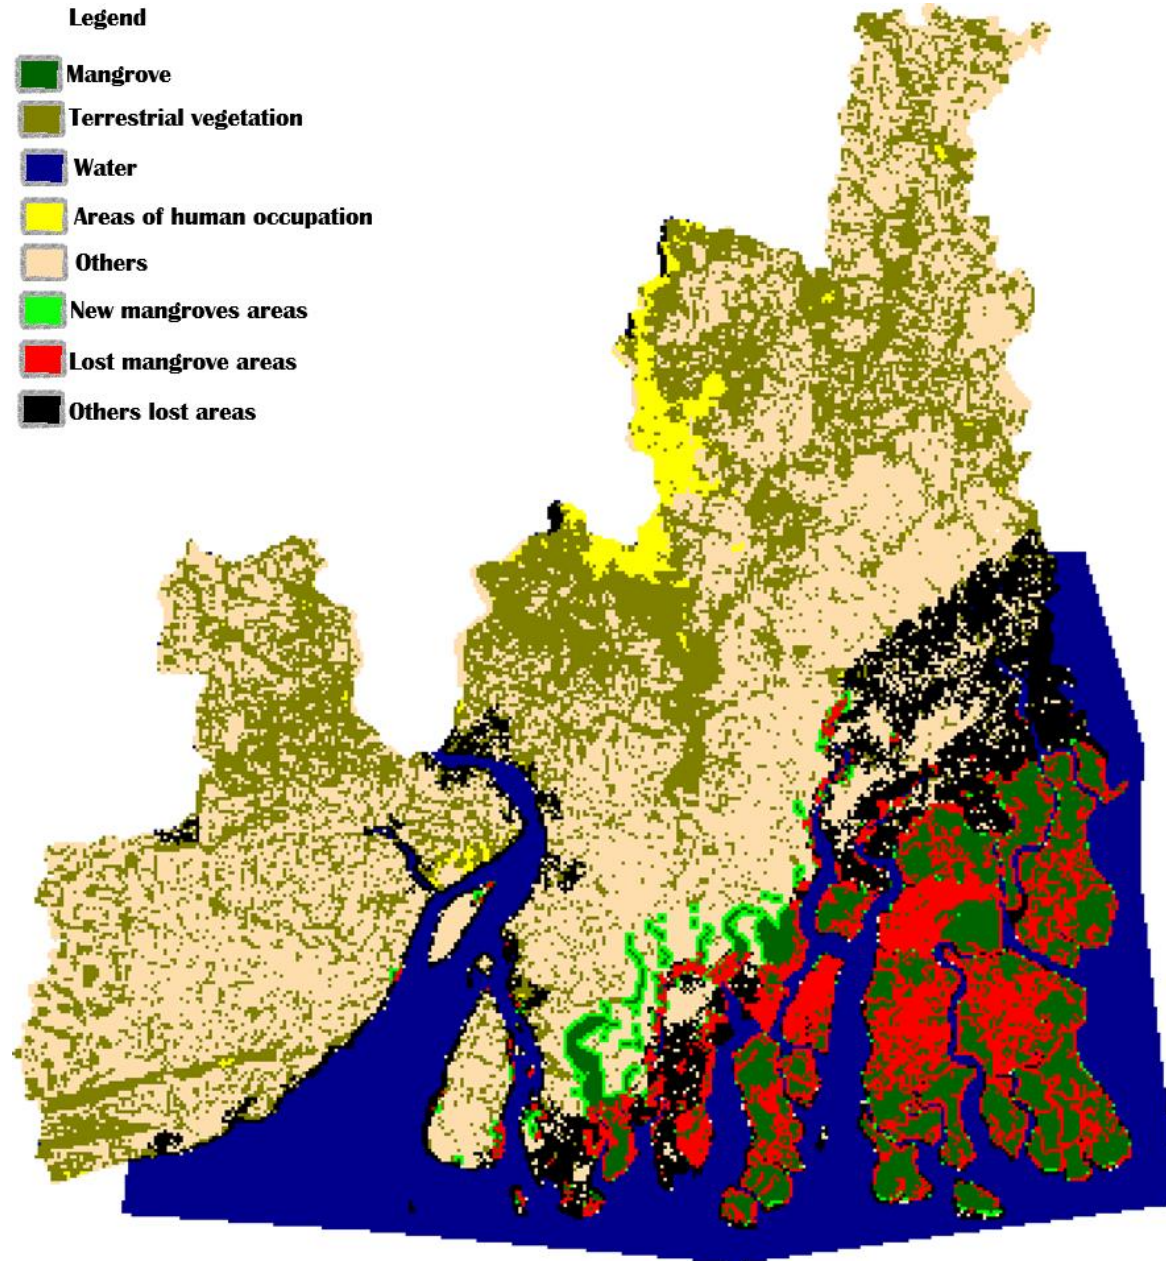 Legend
Mangrove
Terrestrial vegetation
Water
Areas of human occupation
Others
New mangroves areas
Lost mangrove areas
Others lost areas